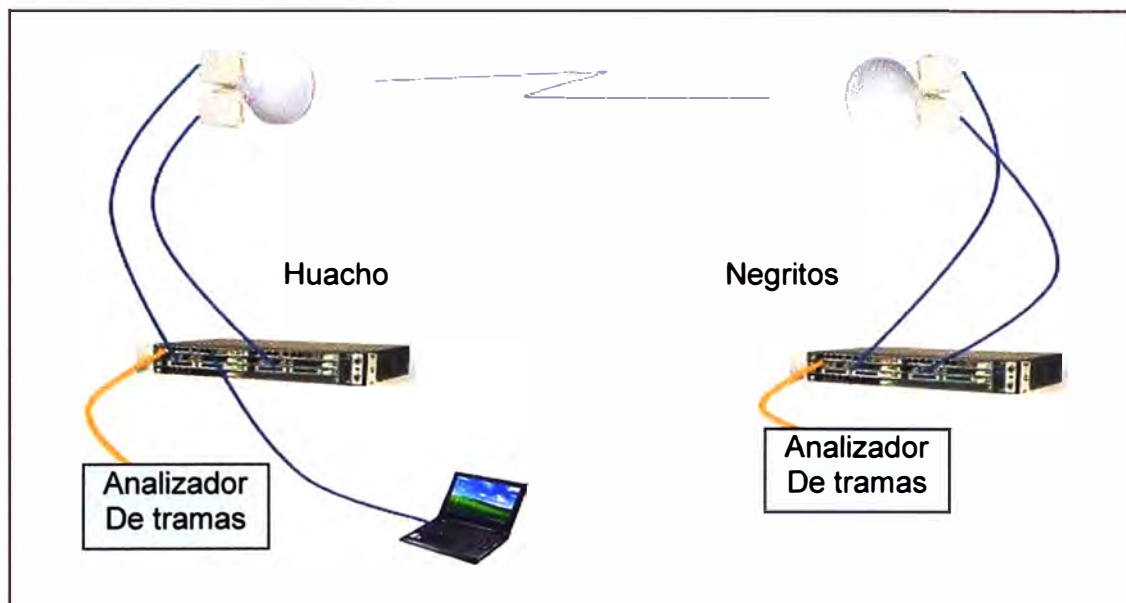 Huacho
Negritos
Analizador
De tramas
Analizador
De tramas